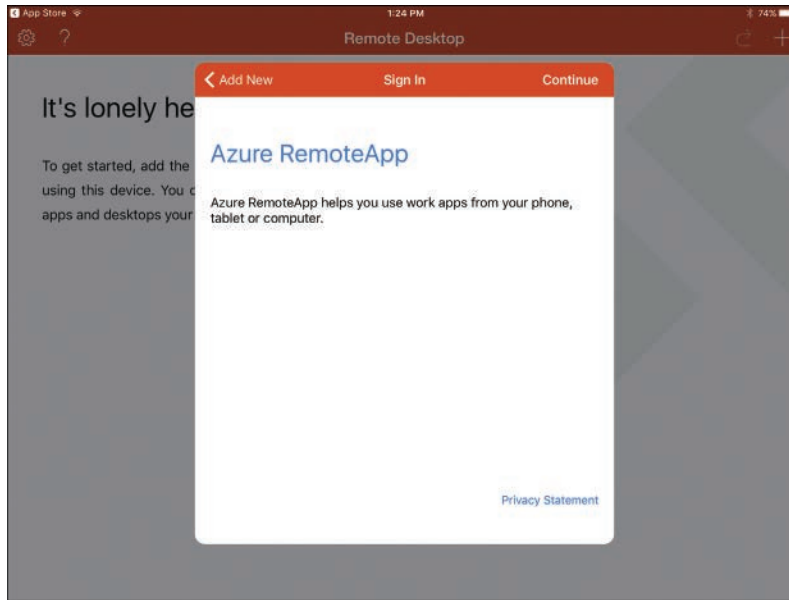 App Store 1:24 PM 74%
? Remote Desktop
Add New Sign In Continue
It's lonely he
Azure RemoteApp
To get started, add the
using this device. You
apps and desktops your
Azure RemoteApp helps you use work apps from your phone,
tablet or computer.
Privacy Statement